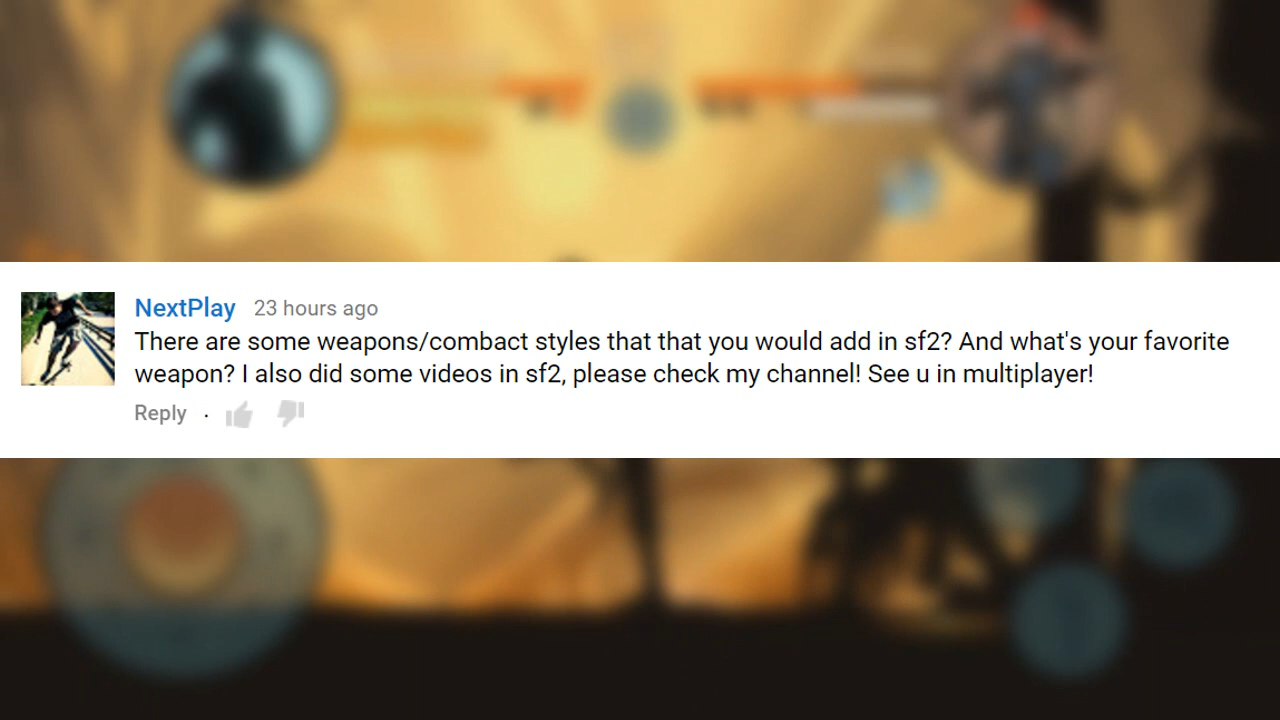 NextPlay 23 hours ago
There are some weapons/combact styles that that you would add in sf2? And what's your favorite
weapon? I also did some videos in sf2, please check my channel! See u in multiplayer!
Reply ·